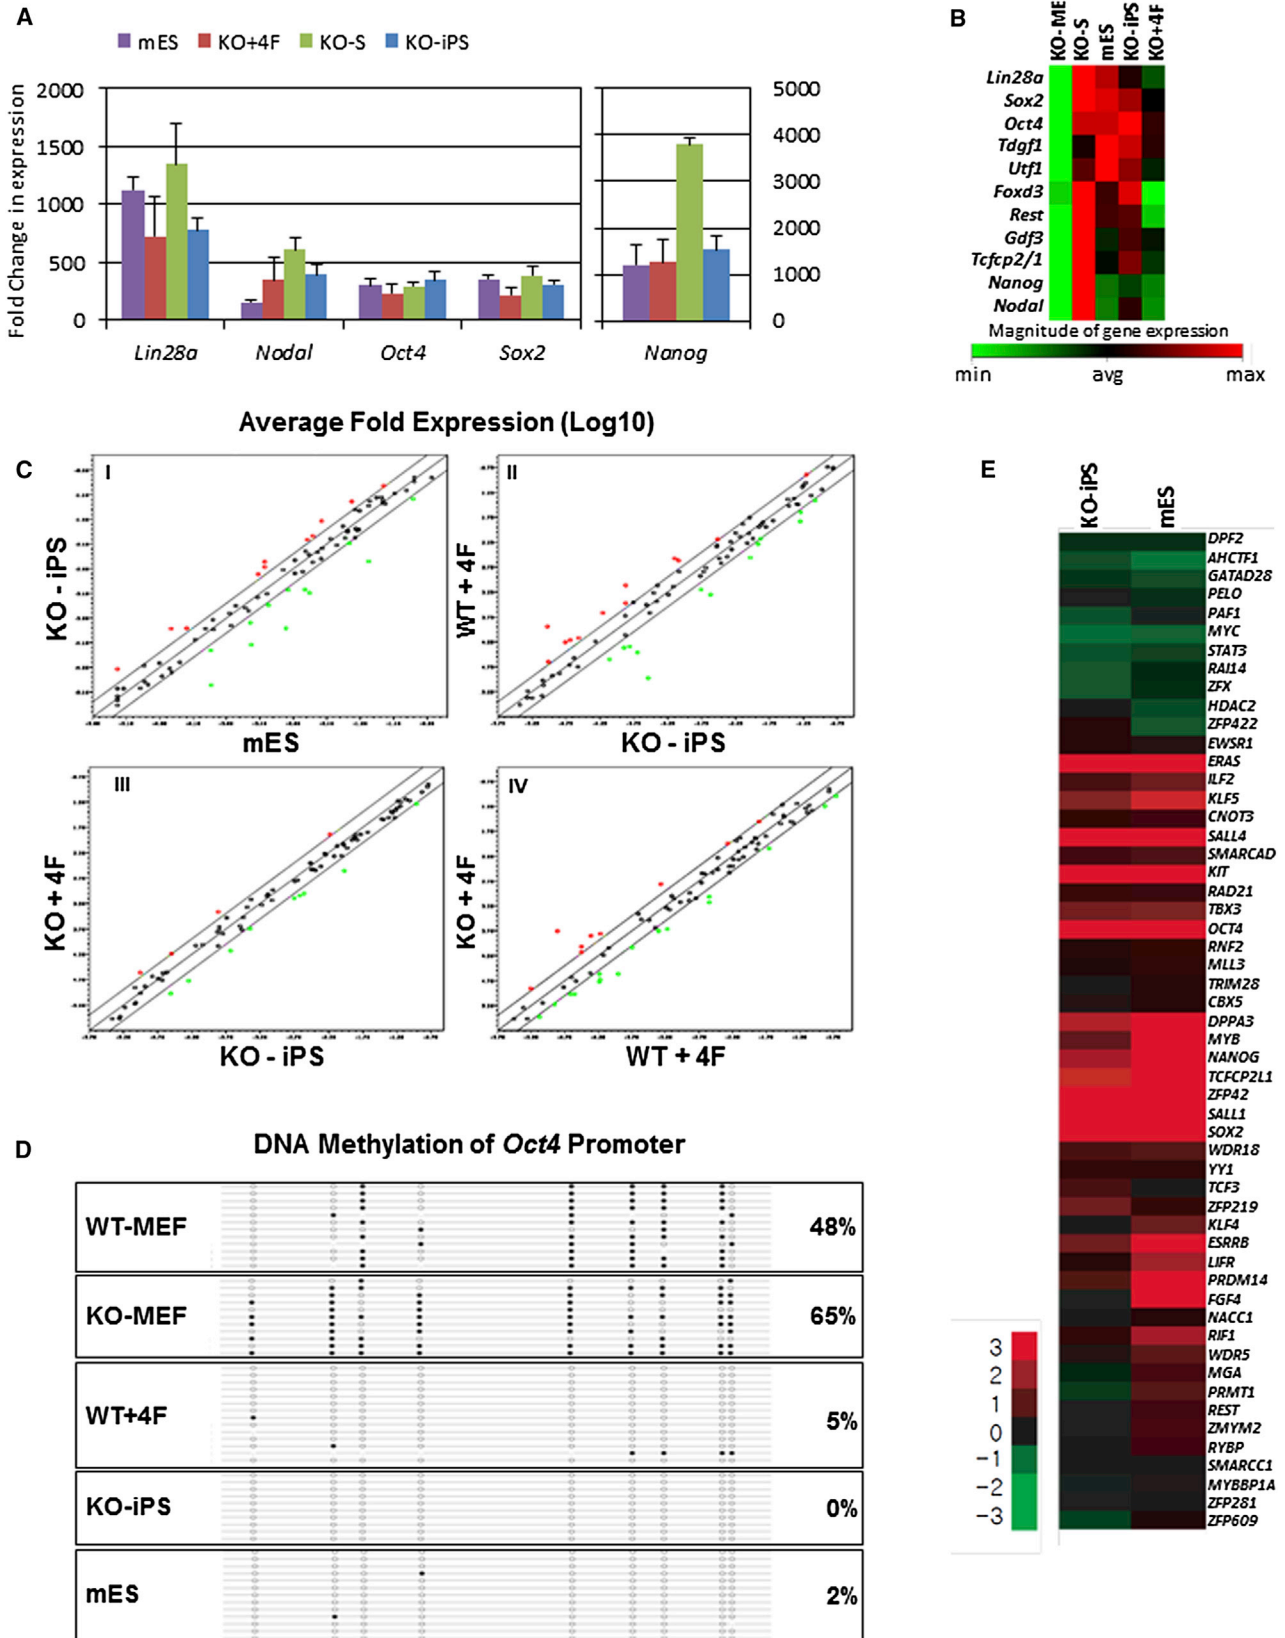 A
mES KO+4F KO-S KO-iPS
Fold Change in expression
2000
1500
1000
500
0
5000
4000
3000
2000
1000
0
Lin28a Nodal Oct4 Sox2 Nanog
B
KO-ME KO-S mES KO-iPS KO+4F
Lin28a
Sox2
Oct4
Tdgf1
Utf1
Foxd3
Rest
Gdf3
Tcfcp2/1
Nanog
Nodal
Magnitude of gene expression
min avg max
Average Fold Expression (Log10)
C
I
KO - iPS
mES
II
WT + 4F
KO - iPS
III
KO + 4F
KO - iPS
IV
KO + 4F
WT + 4F
D
DNA Methylation of Oct4 Promoter
WT-MEF 48%
KO-MEF 65%
WT+4F 5%
KO-iPS 0%
mES 2%
E
KO-iPS mES
DPF2
AHCTF1
GATAD28
PELO
PAF1
MYC
STAT3
RAI14
ZFX
HDAC2
ZFP422
EWSR1
ERAS
ILF2
KLF5
CNOT3
SALL4
SMARCAD
KIT
RAD21
TBX3
OCT4
RNF2
MLL3
TRIM28
CBX5
DPPA3
MYB
NANOG
TCFCP2L1
ZFP42
SALL1
SOX2
WDR18
YY1
TCF3
ZFP219
KLF4
ESRRB
LIFR
PRDM14
FGF4
NACC1
RIF1
WDR5
MGA
PRMT1
REST
ZMYM2
RYBP
SMARCC1
MYBBP1A
ZFP281
ZFP609
3
2
1
0
-1
-2
-3